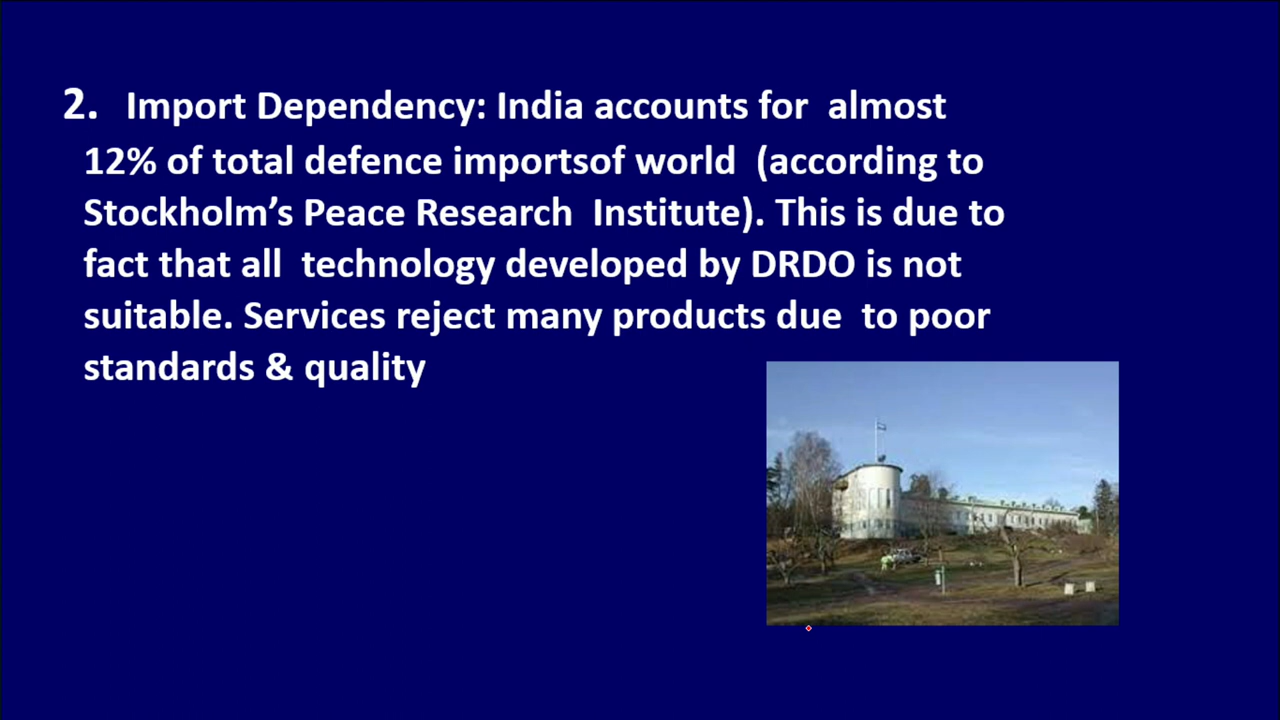 2. Import Dependency: India accounts for almost
12% of total defence importsof world (according to
Stockholm’s Peace Research Institute). This is due to
fact that all technology developed by DRDO is not
suitable. Services reject many products due to poor
standards & quality